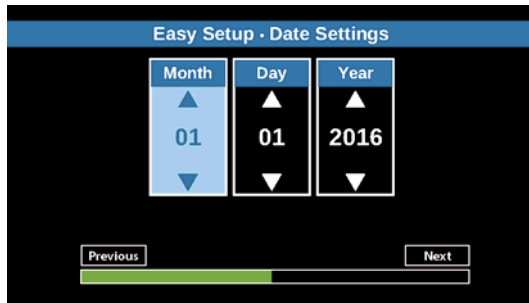 Easy Setup • Date Settings
Month Day Year
01 01 2016
Previous Next